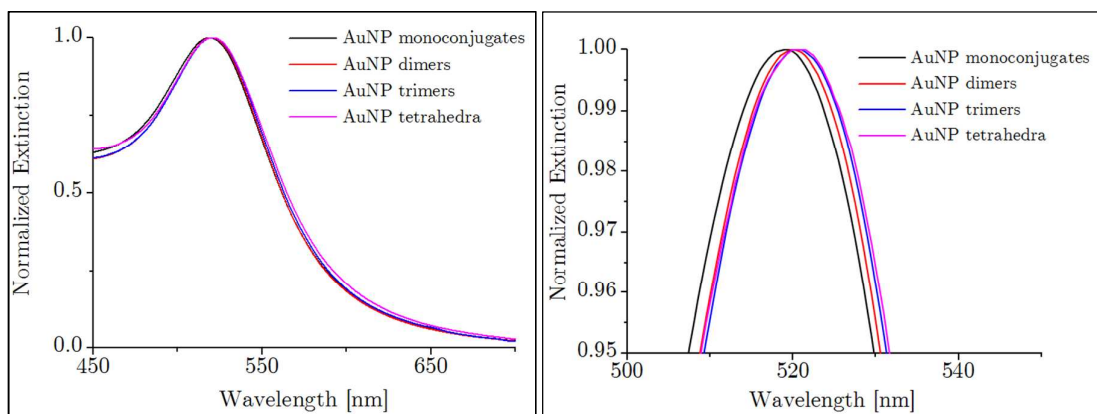 1.0
0.5
0.0
450
550
650
Normalized Extinction
Wavelength [nm]
AuNP monoconjugates
AuNP dimers
AuNP trimers
AuNP tetrahedra
1.00
0.99
0.98
0.97
0.96
0.95
500
520
540
Normalized Extinction
Wavelength [nm]
AuNP monoconjugates
AuNP dimers
AuNP trimers
AuNP tetrahedra